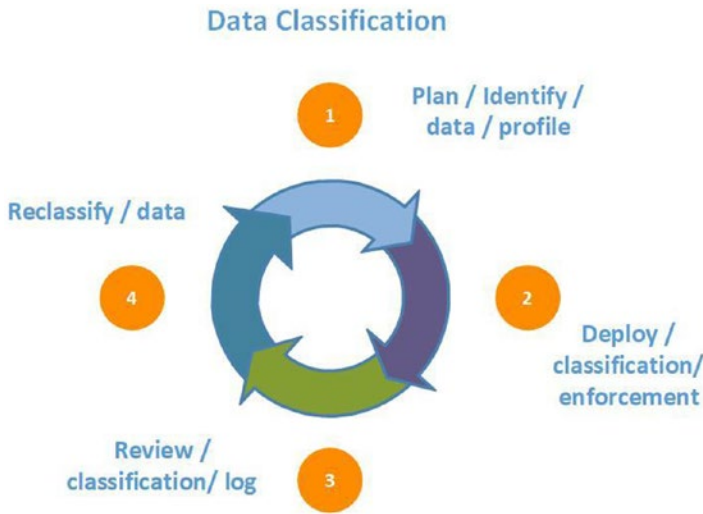 Data Classification
1
Plan / Identify /
data / profile
2
Deploy /
classification/
enforcement
3
Review /
classification/ log
4
Reclassify / data